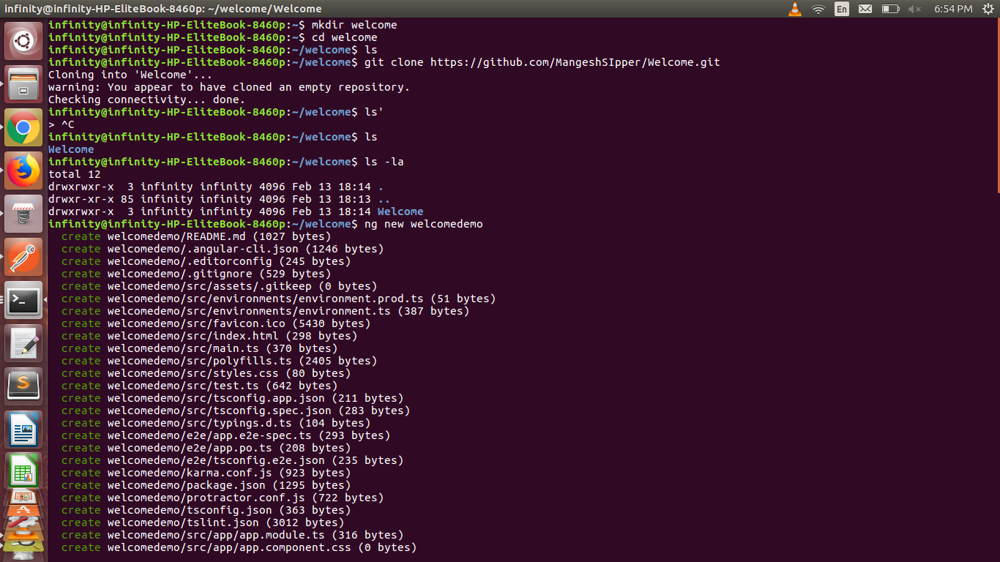 infinity@infinity-HP-EliteBook-8460p: ~/welcome/Welcome
En
6:54 PM
infinity@infinity-HP-EliteBook-8460p:~$ mkdir welcome
infinity@infinity-HP-EliteBook-8460p:~$ cd welcome
infinity@infinity-HP-EliteBook-8460p:~/welcome$ ls
infinity@infinity-HP-EliteBook-8460p:~/welcome$ git clone https://github.com/MangeshSIpper/Welcome.git
Cloning into 'Welcome'...
warning: You appear to have cloned an empty repository.
Checking connectivity... done.
infinity@infinity-HP-EliteBook-8460p:~/welcome$ ls'
> ^C
infinity@infinity-HP-EliteBook-8460p:~/welcome$ ls
Welcome
infinity@infinity-HP-EliteBook-8460p:~/welcome$ ls -la
total 12
drwxrwxr-x  3 infinity infinity 4096 Feb 13 18:14 .
drwxr-xr-x 85 infinity infinity 4096 Feb 13 18:13 ..
drwxrwxr-x  3 infinity infinity 4096 Feb 13 18:14 Welcome
infinity@infinity-HP-EliteBook-8460p:~/welcome$ ng new welcomedemo
  create welcomedemo/README.md (1027 bytes)
  create welcomedemo/.angular-cli.json (1246 bytes)
  create welcomedemo/.editorconfig (245 bytes)
  create welcomedemo/.gitignore (529 bytes)
  create welcomedemo/src/assets/.gitkeep (0 bytes)
  create welcomedemo/src/environments/environment.prod.ts (51 bytes)
  create welcomedemo/src/environments/environment.ts (387 bytes)
  create welcomedemo/src/favicon.ico (5430 bytes)
  create welcomedemo/src/index.html (298 bytes)
  create welcomedemo/src/main.ts (370 bytes)
  create welcomedemo/src/polyfills.ts (2405 bytes)
  create welcomedemo/src/styles.css (80 bytes)
  create welcomedemo/src/test.ts (642 bytes)
  create welcomedemo/src/tsconfig.app.json (211 bytes)
  create welcomedemo/src/tsconfig.spec.json (283 bytes)
  create welcomedemo/src/typings.d.ts (104 bytes)
  create welcomedemo/e2e/app.e2e-spec.ts (293 bytes)
  create welcomedemo/e2e/app.po.ts (208 bytes)
  create welcomedemo/e2e/tsconfig.e2e.json (235 bytes)
  create welcomedemo/karma.conf.js (923 bytes)
  create welcomedemo/package.json (1295 bytes)
  create welcomedemo/protractor.conf.js (722 bytes)
  create welcomedemo/tsconfig.json (363 bytes)
  create welcomedemo/tslint.json (3012 bytes)
  create welcomedemo/src/app/app.module.ts (316 bytes)
  create welcomedemo/src/app/app.component.css (0 bytes)